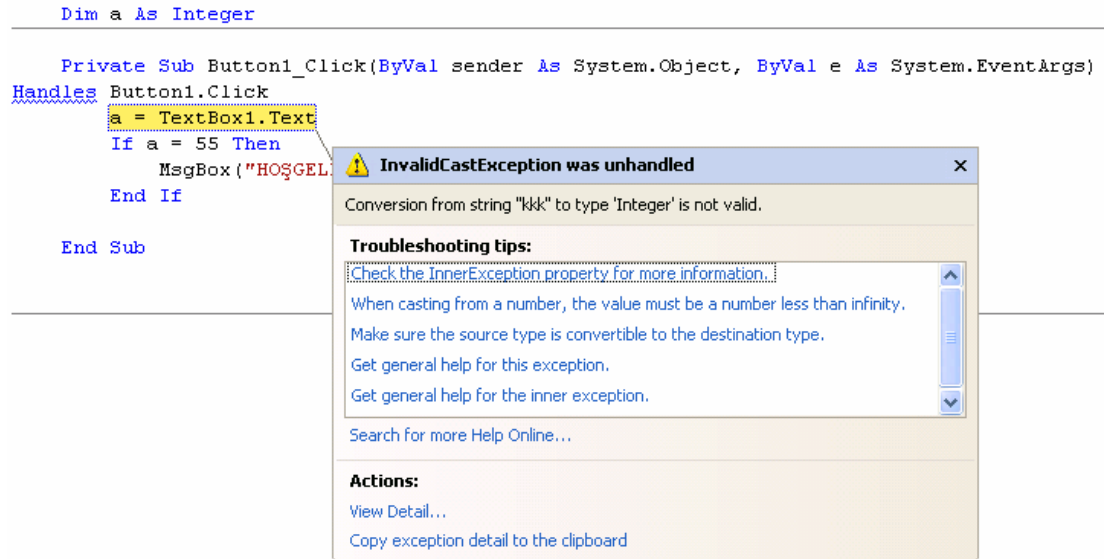 Dim a As Integer
Private Sub Button1_Click(ByVal sender As System.Object, ByVal e As System.EventArgs)
Handles Button1.Click
a = TextBox1.Text
If a = 55 Then
MsgBox("HOŞGEL
End If
End Sub
InvalidCastException was unhandled
Conversion from string "kkk" to type 'Integer' is not valid.
Troubleshooting tips:
Check the InnerException property for more information.
When casting from a number, the value must be a number less than infinity.
Make sure the source type is convertible to the destination type.
Get general help for this exception.
Get general help for the inner exception.
Search for more Help Online...
Actions:
View Detail...
Copy exception detail to the clipboard